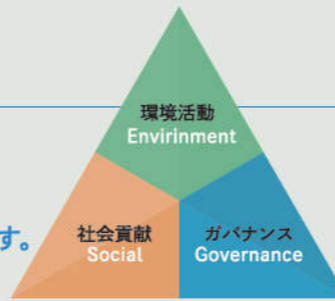 環境活動
Envirinment
す。
社会貢献
Social
ガバナンス
Governance